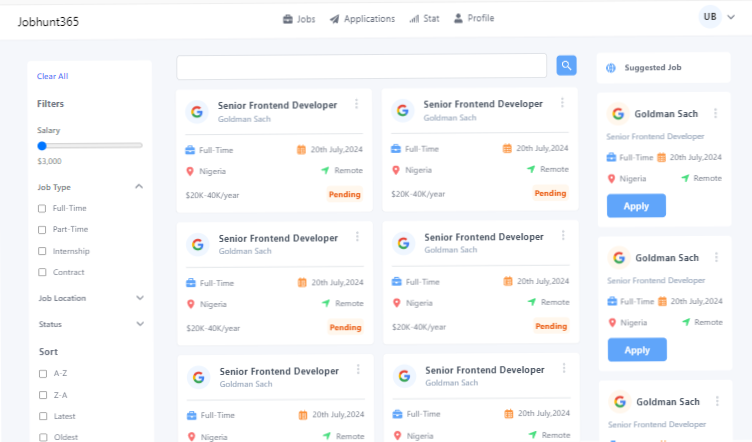 Jobhunt365
Jobs
Applications
Stat
Profile
UB
Clear All
Filters
Salary
$3,000
Job Type
Full-Time
Part-Time
Internship
Contract
Job Location
Status
Sort
A-Z
Z-A
Latest
Oldest
Senior Frontend Developer
Goldman Sach
Full-Time
20th July,2024
Nigeria
Remote
$20K-40K/year
Pending
Senior Frontend Developer
Goldman Sach
Full-Time
20th July,2024
Nigeria
Remote
$20K-40K/year
Pending
Senior Frontend Developer
Goldman Sach
Full-Time
20th July,2024
Nigeria
Remote
$20K-40K/year
Pending
Senior Frontend Developer
Goldman Sach
Full-Time
20th July,2024
Nigeria
Remote
$20K-40K/year
Pending
Senior Frontend Developer
Goldman Sach
Full-Time
20th July,2024
Nigeria
Remote
Senior Frontend Developer
Goldman Sach
Full-Time
20th July,2024
Nigeria
Remote
Suggested Job
Goldman Sach
Senior Frontend Developer
Full-Time
20th July,2024
Nigeria
Remote
Apply
Goldman Sach
Senior Frontend Developer
Full-Time
20th July,2024
Nigeria
Remote
Apply
Goldman Sach
Senior Frontend Developer